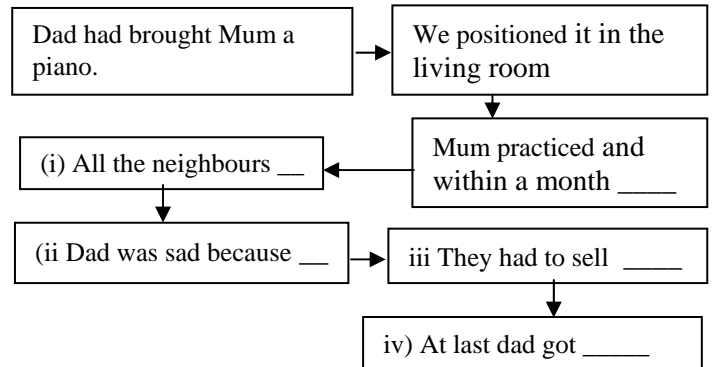 Dad had brought Mum a
piano.
We positioned it in the
living room
Mum practiced and
within a month ____
(i) All the neighbours __
(ii Dad was sad because __
iii They had to sell ____
iv) At last dad got _____